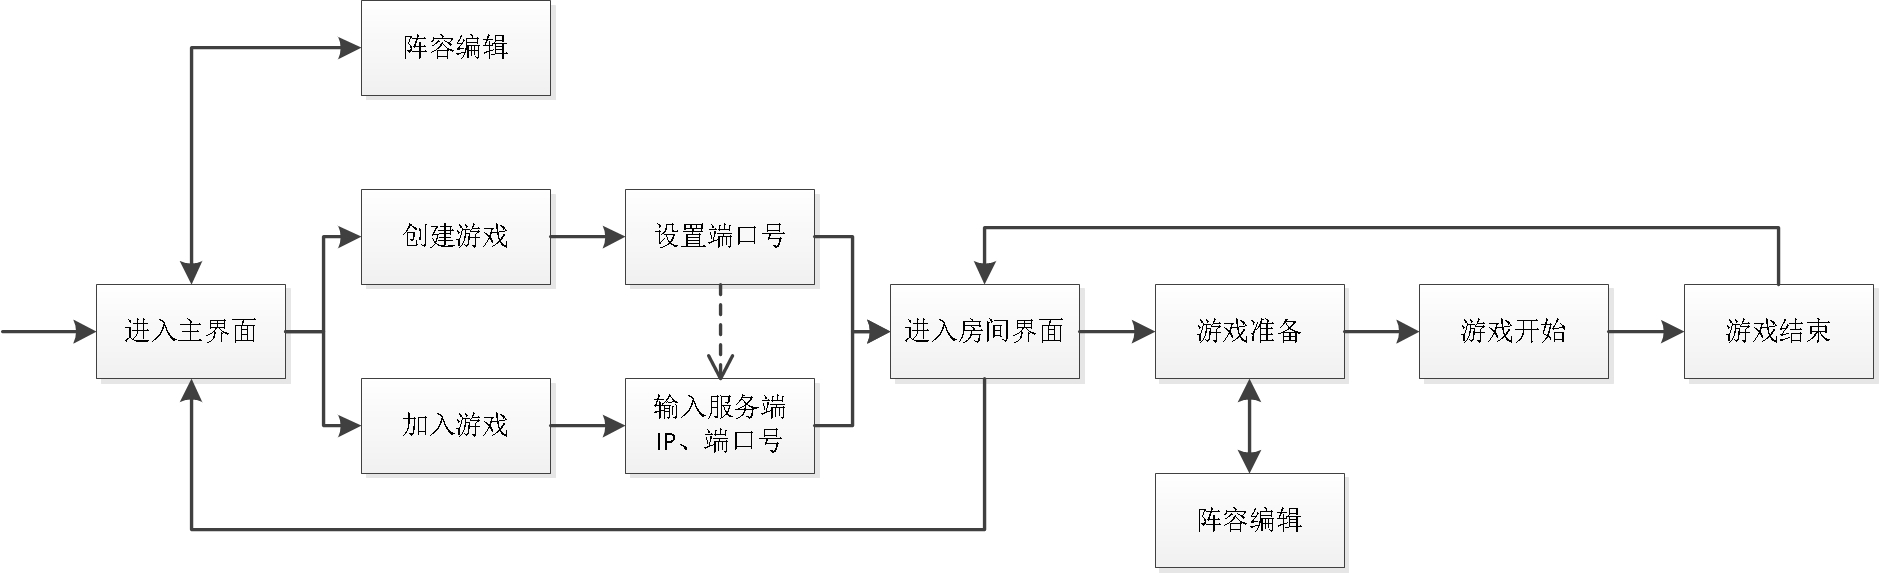 阵容编辑
创建游戏
设置端口号
进入主界面
进入房间界面
游戏准备
游戏开始
游戏结束
加入游戏
输入服务端
IP、端口号
阵容编辑